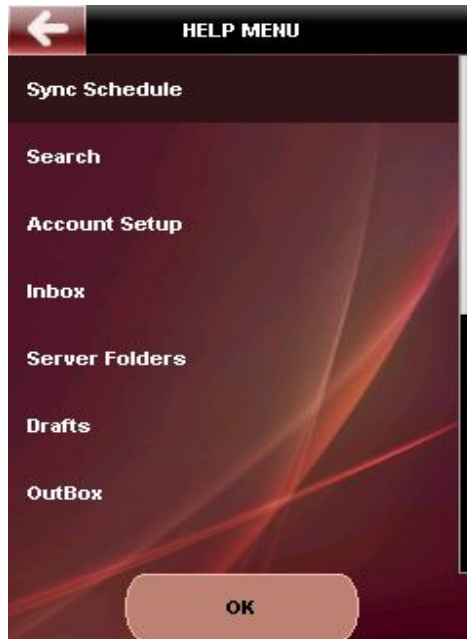 HELP MENU
Sync Schedule
Search
Account Setup
Inbox
Server Folders
Drafts
OutBox
OK